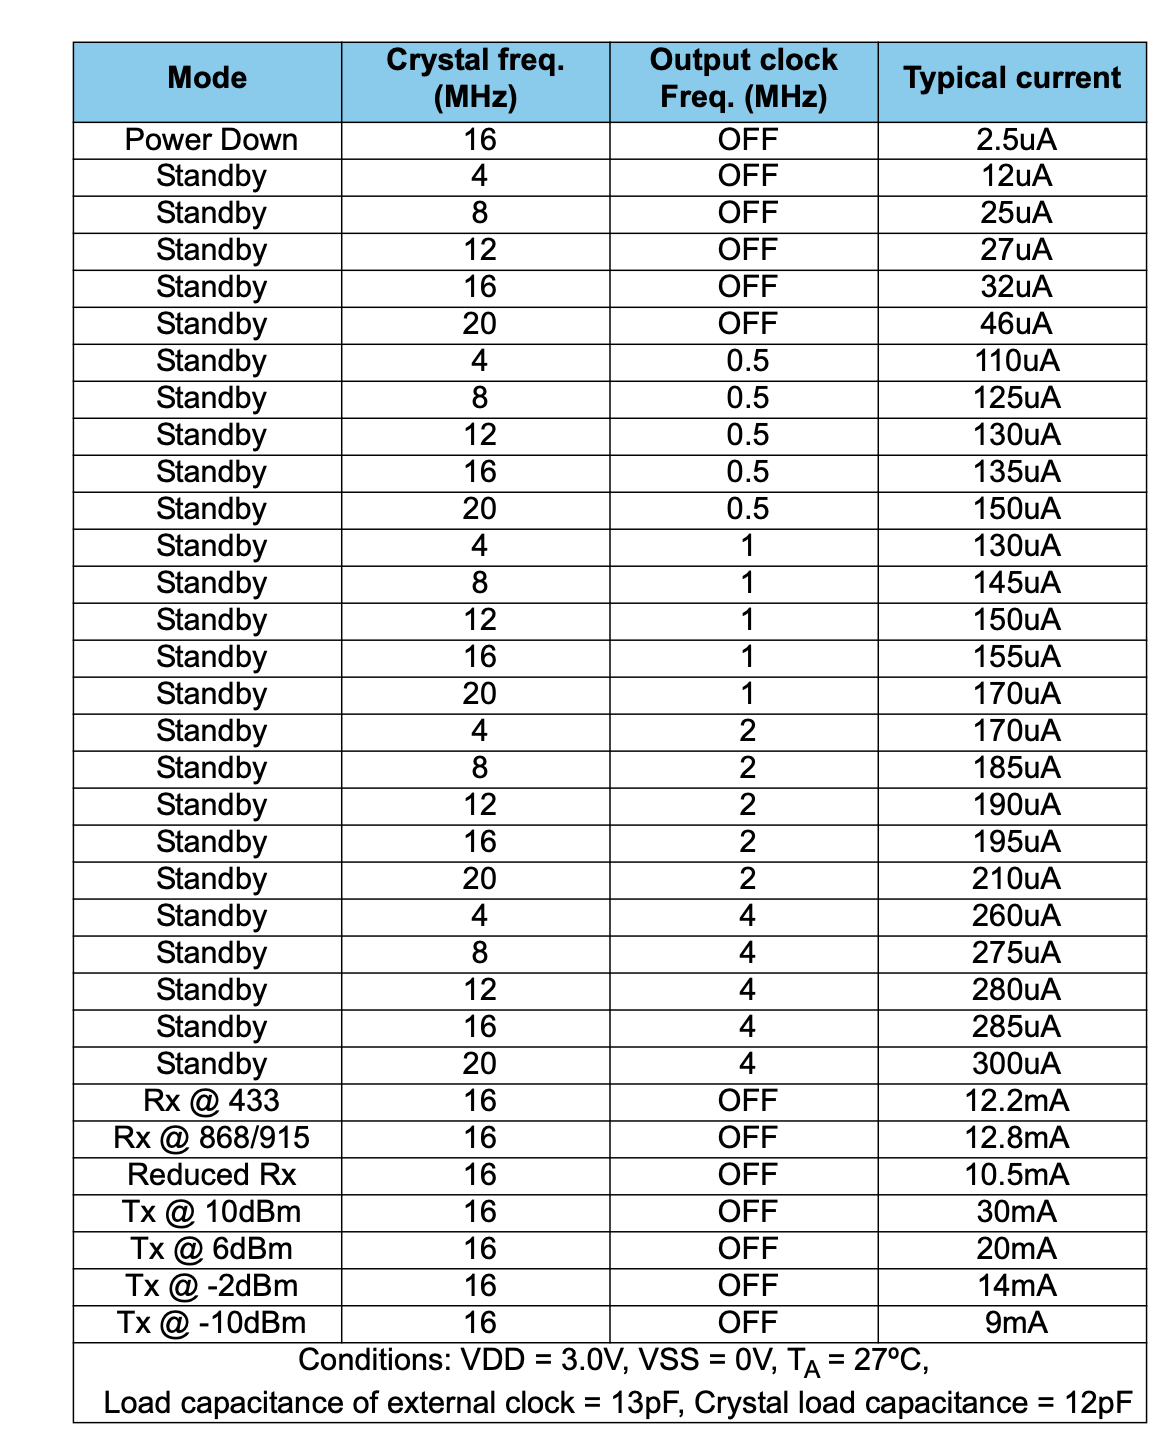 Mode Crystal freq. (MHz) Output clock Freq. (MHz) Typical current
Power Down 16 OFF 2.5uA
Standby 4 OFF 12uA
Standby 8 OFF 25uA
Standby 12 OFF 27uA
Standby 16 OFF 32uA
Standby 20 OFF 46uA
Standby 4 0.5 110uA
Standby 8 0.5 125uA
Standby 12 0.5 130uA
Standby 16 0.5 135uA
Standby 20 0.5 150uA
Standby 4 1 130uA
Standby 8 1 145uA
Standby 12 1 150uA
Standby 16 1 155uA
Standby 20 1 170uA
Standby 4 2 170uA
Standby 8 2 185uA
Standby 12 2 190uA
Standby 16 2 195uA
Standby 20 2 210uA
Standby 4 4 260uA
Standby 8 4 275uA
Standby 12 4 280uA
Standby 16 4 285uA
Standby 20 4 300uA
Rx @ 433 16 OFF 12.2mA
Rx @ 868/915 16 OFF 12.8mA
Reduced Rx 16 OFF 10.5mA
Tx @ 10dBm 16 OFF 30mA
Tx @ 6dBm 16 OFF 20mA
Tx @ -2dBm 16 OFF 14mA
Tx @ -10dBm 16 OFF 9mA
Conditions: VDD = 3.0V, VSS = 0V, TA = 27ºC,
Load capacitance of external clock = 13pF, Crystal load capacitance = 12pF